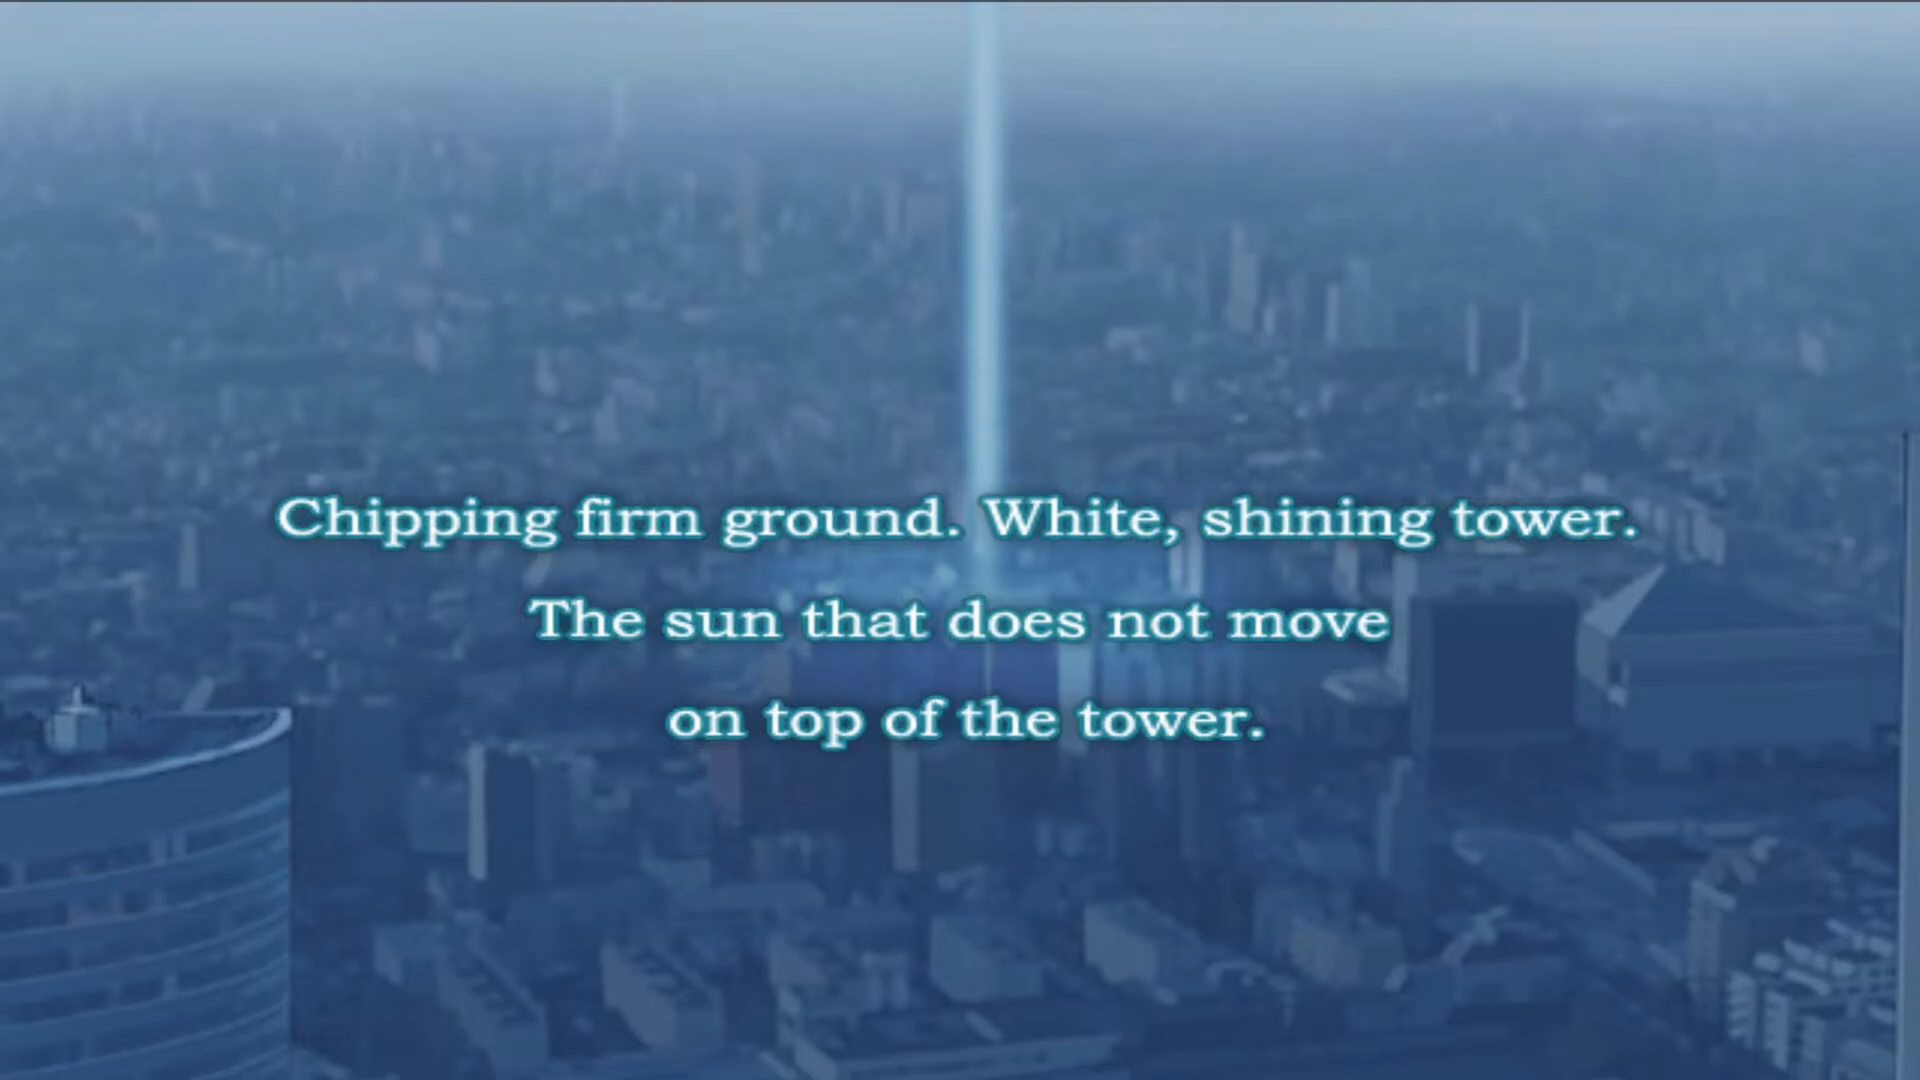 Chipping firm ground. White, shining tower.
The sun that does not move
on top of the tower.